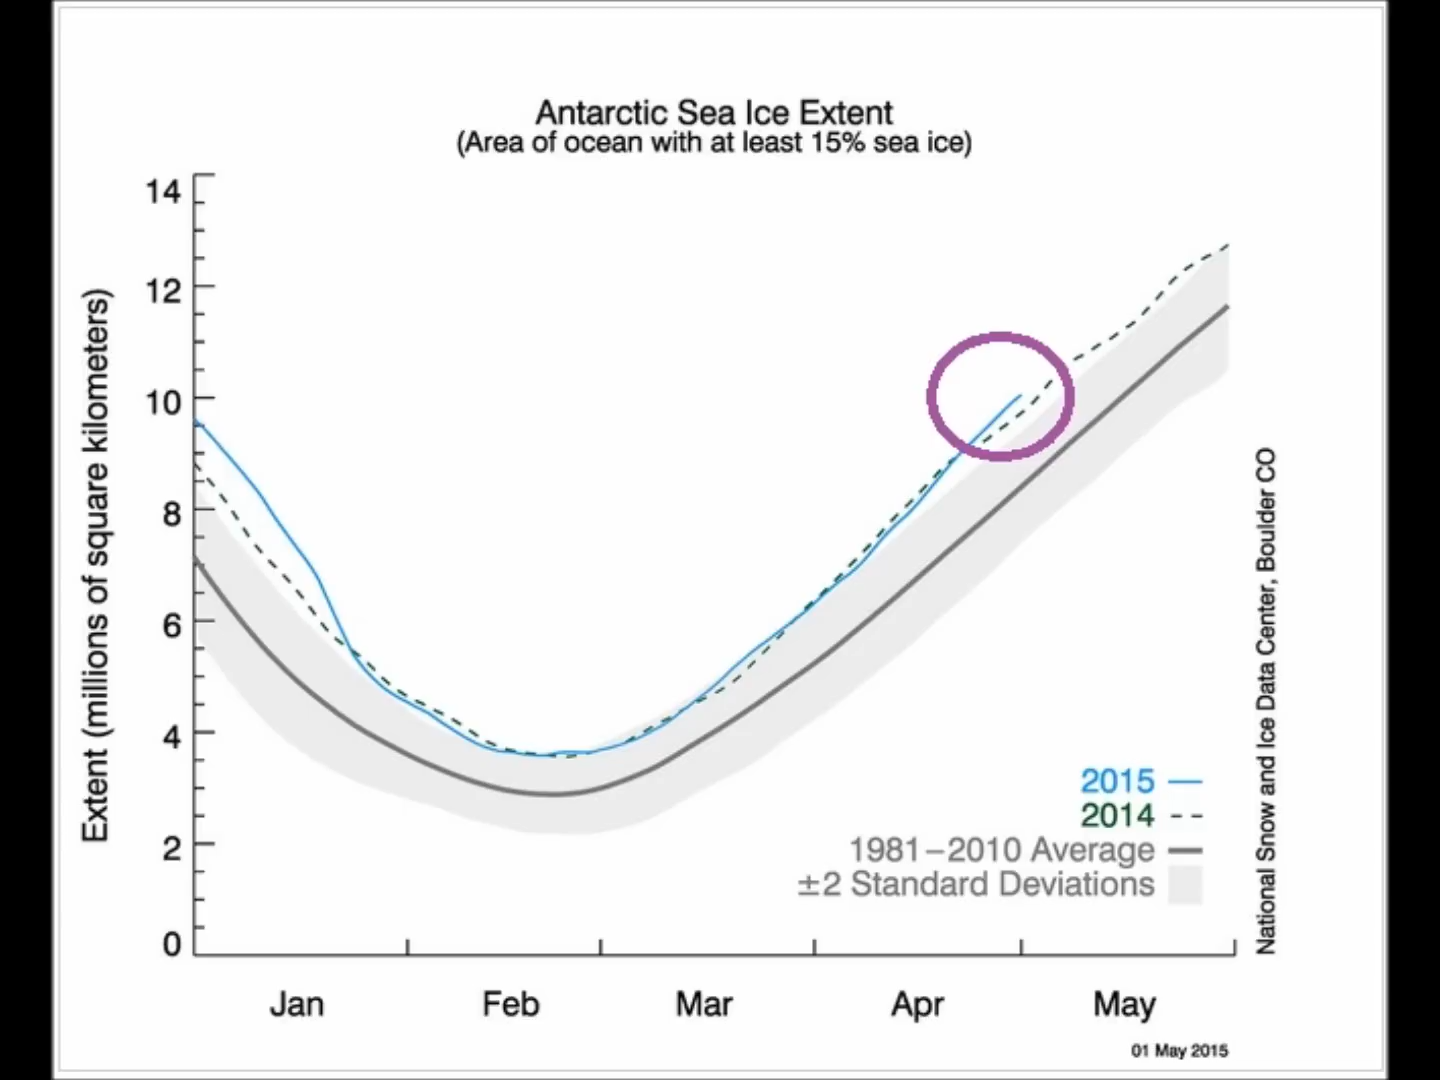 Antarctic Sea Ice Extent
(Area of ocean with at least 15% sea ice)
14
12
10
8
6
4
2
0
Extent (millions of square kilometers)
Jan Feb Mar Apr May
2015
2014
1981–2010 Average
±2 Standard Deviations
National Snow and Ice Data Center, Boulder CO
01 May 2015